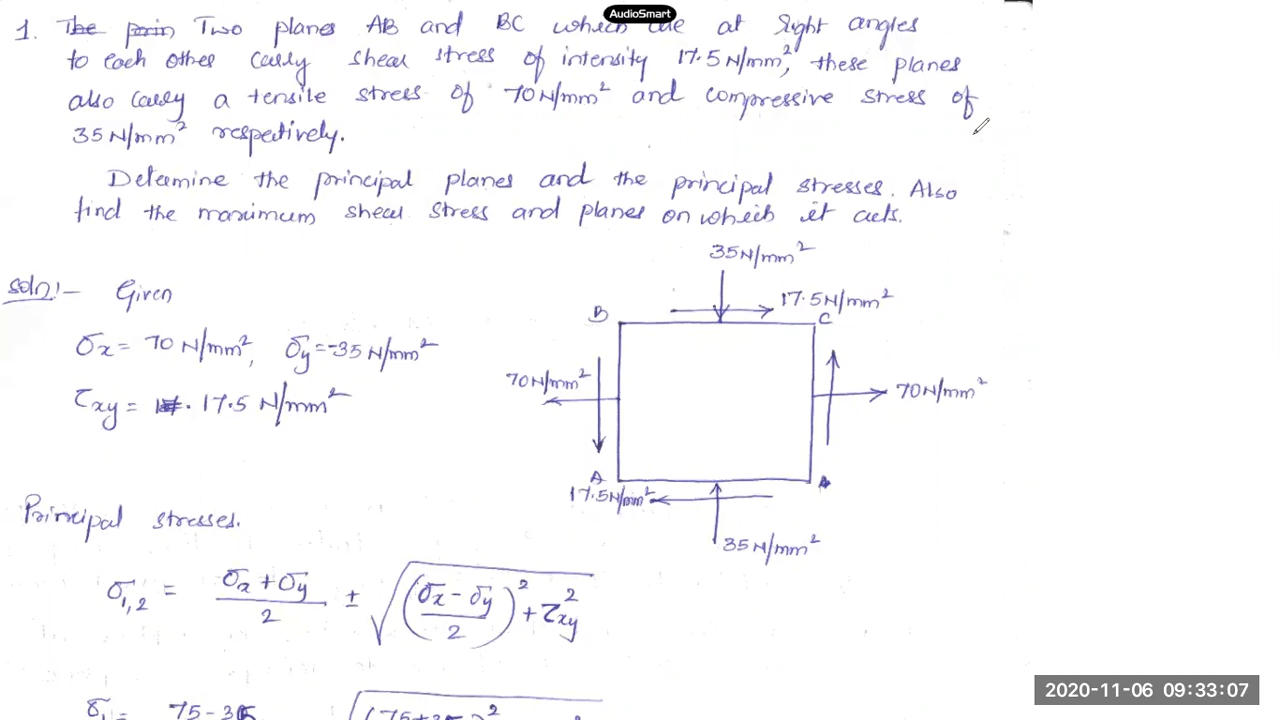 AudioSmart
1. The prin Two planes AB and BC which are at right angles
to each other carry shear stress of intensity 17.5 N/mm², these planes
also carry a tensile stress of 70 N/mm² and compressive stress of
35 N/mm² respectively.
Determine the principal planes and the principal stresses. Also
find the maximum shear stress and planes on which it acts.
35 N/mm²
Soln:- Given
17.5 N/mm²
B
C
σx = 70 N/mm², σy = -35 N/mm²
70 N/mm²
70 N/mm²
τxy = 17.5 N/mm²
A
17.5 N/mm²
Principal stresses.
35 N/mm²
σ1,2 = (σx + σy)/2 ± √(((σx - σy)/2)² + τxy²)
2020-11-06 09:33:07
σ1 = 75 - 35